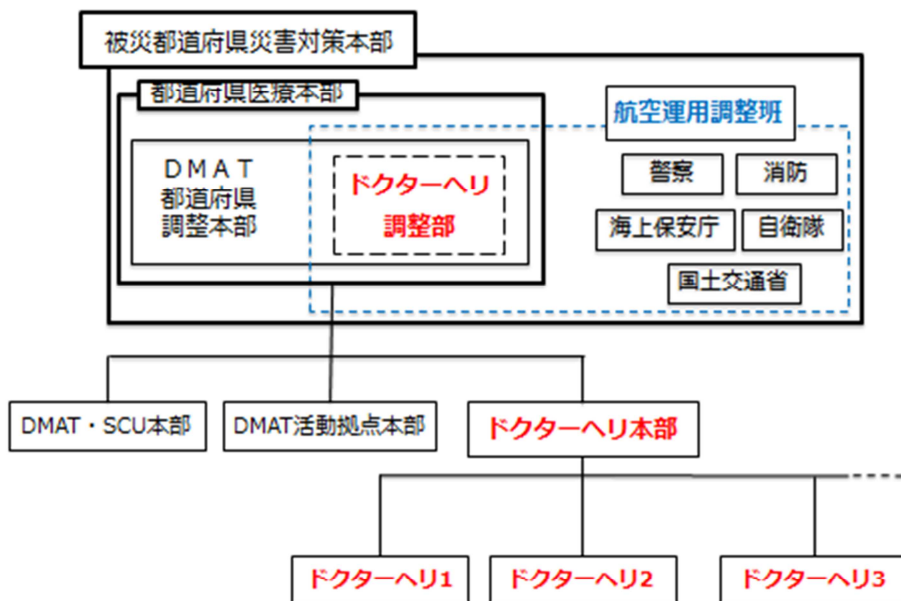 被災都道府県災害対策本部
都道府県医療本部
航空運用調整班
DMAT
都道府県
調整本部
ドクターヘリ
調整部
警察
消防
海上保安庁
自衛隊
国土交通省
DMAT・SCU本部
DMAT活動拠点本部
ドクターヘリ本部
ドクターヘリ1
ドクターヘリ2
ドクターヘリ3